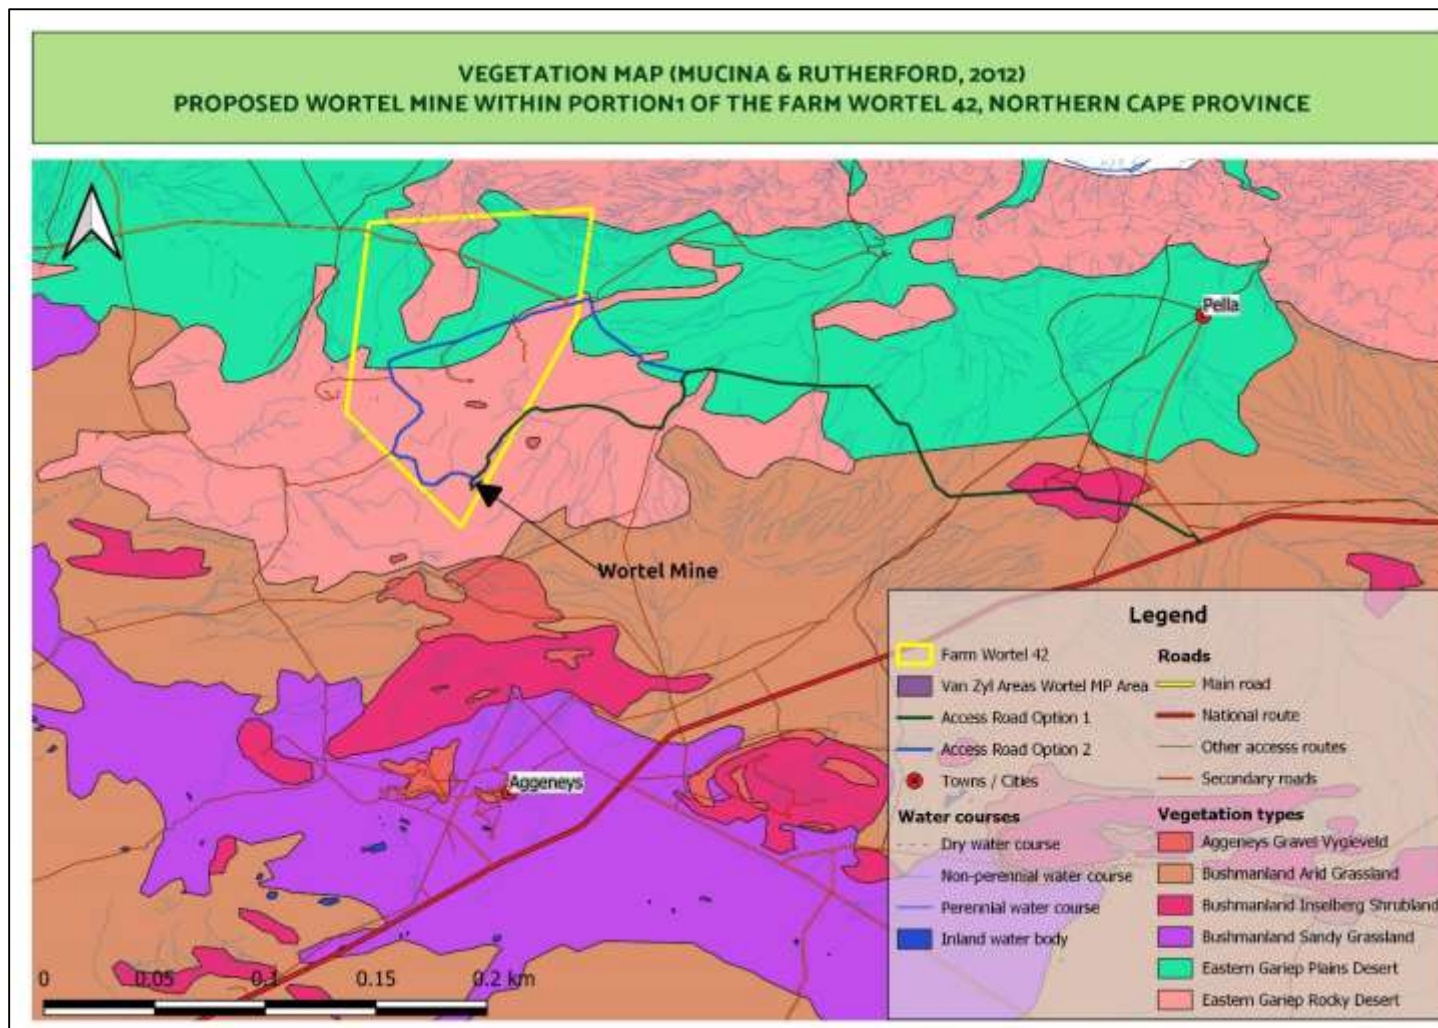 VEGETATION MAP (MUCINA & RUTHERFORD, 2012)
PROPOSED WORTEL MINE WITHIN PORTION1 OF THE FARM WORTEL 42, NORTHERN CAPE PROVINCE
Pella
Wortel Mine
Aggeneys
Legend
Farm Wortel 42
Van Zyl Areas Wortel MP Area
Access Road Option 1
Access Road Option 2
Towns / Cities
Water courses
Dry water course
Non-perennial water course
Perennial water course
Inland water body
Roads
Main road
National route
Other accesss routes
Secondary roads
Vegetation types
Aggeneys Gravel Vygieveld
Bushmanland Arid Grassland
Bushmanland Inselberg Shrubland
Bushmanland Sandy Grassland
Eastern Gariep Plains Desert
Eastern Gariep Rocky Desert
0 0.05 0.1 0.15 0.2 km